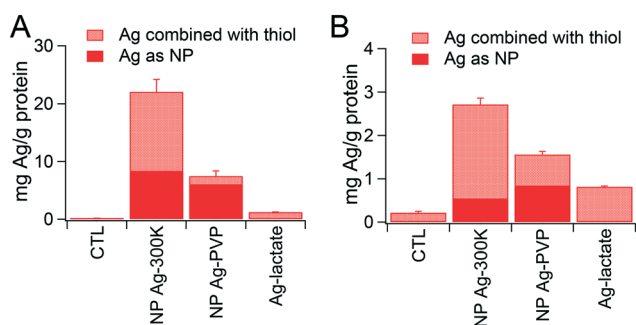 A
Ag combined with thiol
Ag as NP
mg Ag/g protein
30
20
10
0
CTL
NP Ag-300K
NP Ag-PVP
Ag-lactate
B
Ag combined with thiol
Ag as NP
mg Ag/g protein
4
3
2
1
0
CTL
NP Ag-300K
NP Ag-PVP
Ag-lactate